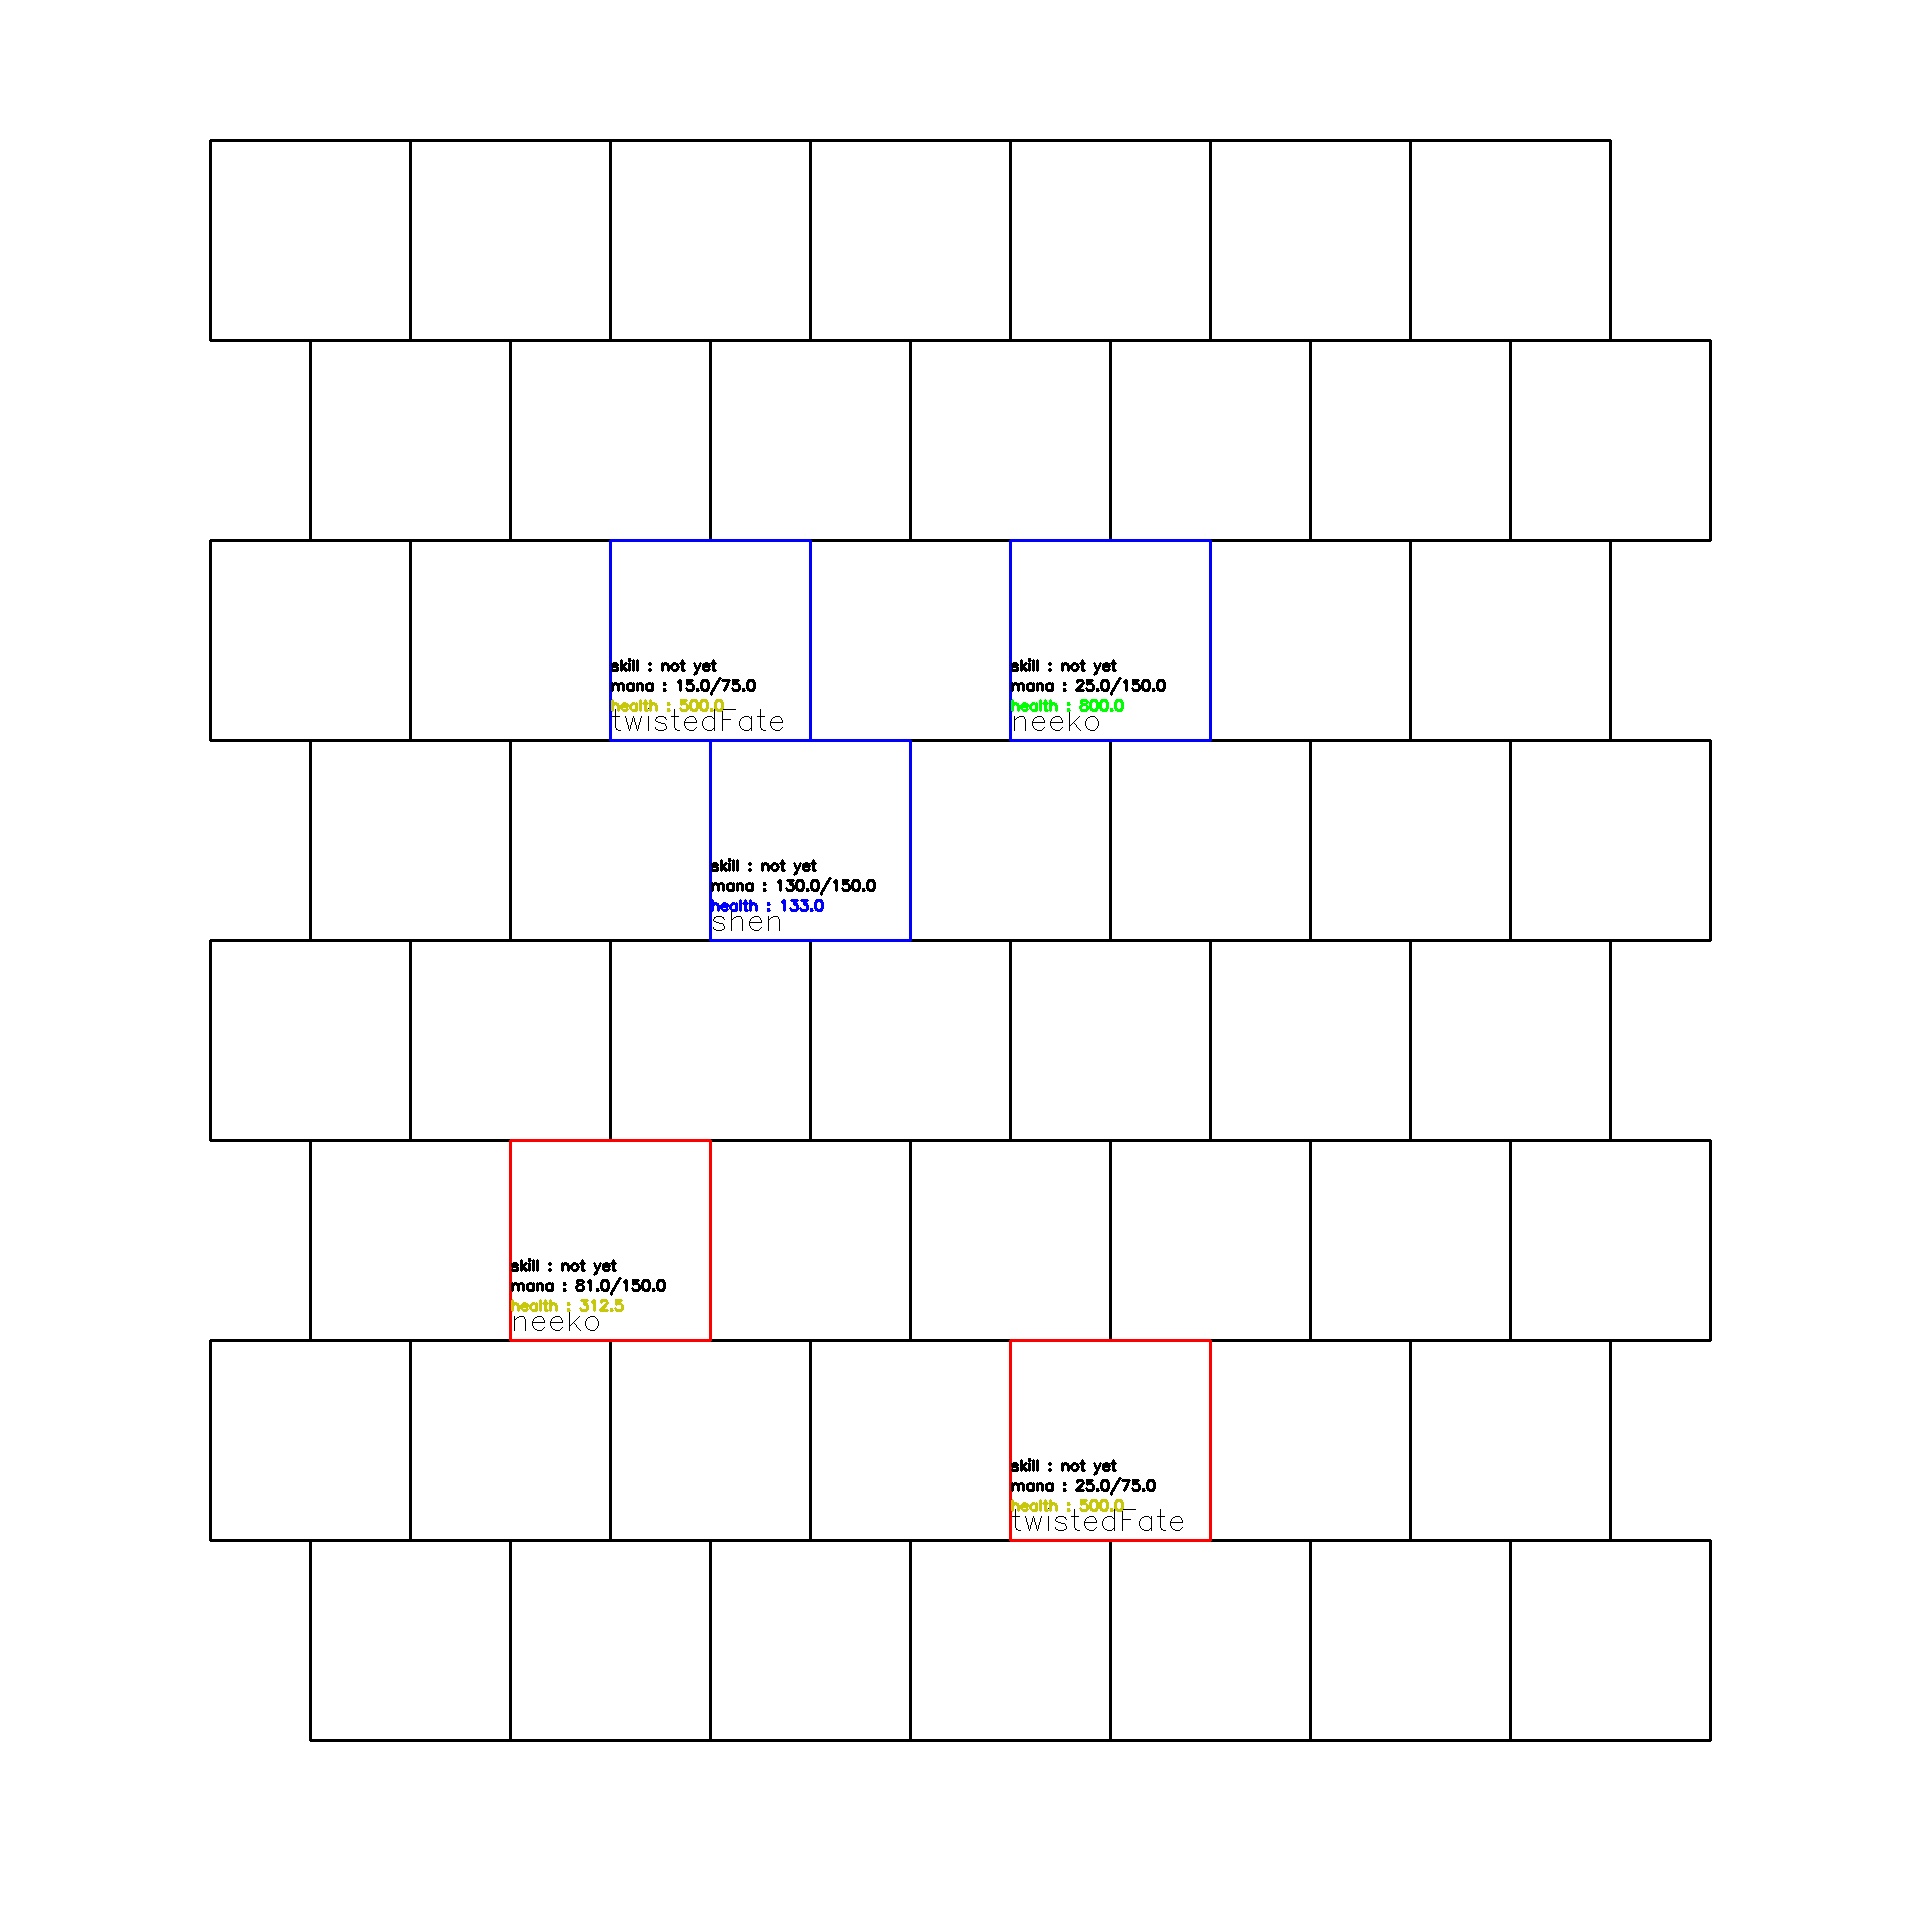 skill : not yet
mana : 15.0/75.0
health : 500.0
twistedFate
skill : not yet
mana : 25.0/150.0
health : 800.0
neeko
skill : not yet
mana : 130.0/150.0
health : 133.0
shen
skill : not yet
mana : 81.0/150.0
health : 312.5
neeko
skill : not yet
mana : 25.0/75.0
health : 500.0
twistedFate